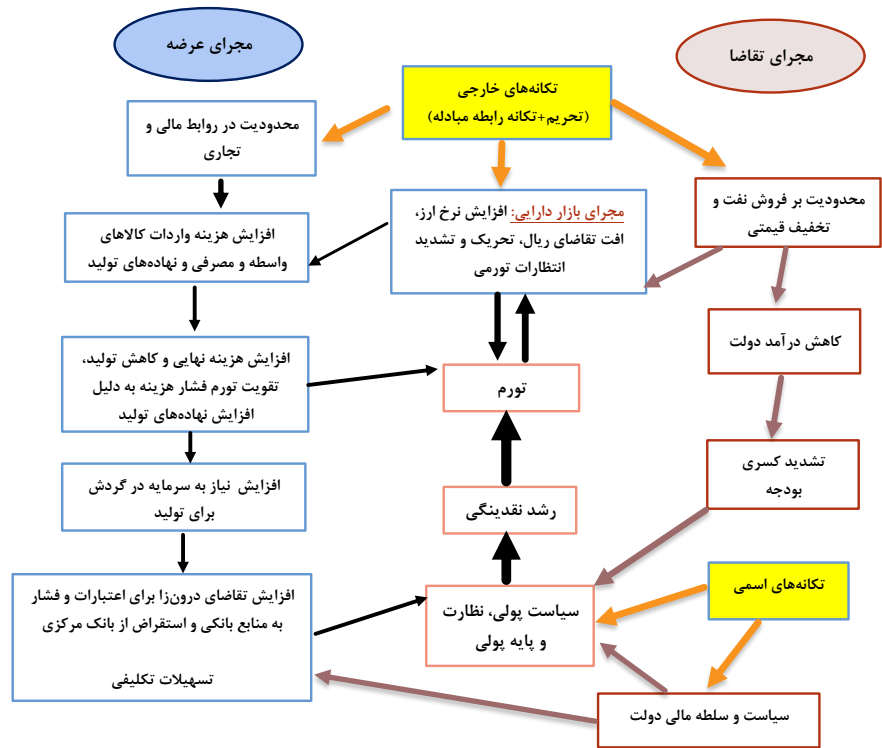 مجرای عرضه
مجرای تقاضا
تکانه‌های خارجی
(تحریم+تکانه رابطه مبادله)
محدودیت در روابط مالی و
تجاری
محدودیت بر فروش نفت و
تخفیف قیمتی
مجرای بازار دارایی: افزایش نرخ ارز،
افت تقاضای ریال، تحریک و تشدید
انتظارات تورمی
افزایش هزینه واردات کالاهای
واسطه و مصرفی و نهاده‌های تولید
کاهش درآمد دولت
افزایش هزینه نهایی و کاهش تولید،
تقویت تورم فشار هزینه به دلیل
افزایش نهاده‌های تولید
تورم
تشدید کسری
بودجه
افزایش نیاز به سرمایه در گردش
برای تولید
رشد نقدینگی
تکانه‌های اسمی
افزایش تقاضای درون‌زا برای اعتبارات و فشار
به منابع بانکی و استقراض از بانک مرکزی
تسهیلات تکلیفی
سیاست پولی، نظارت
و پایه پولی
سیاست و سلطه مالی دولت